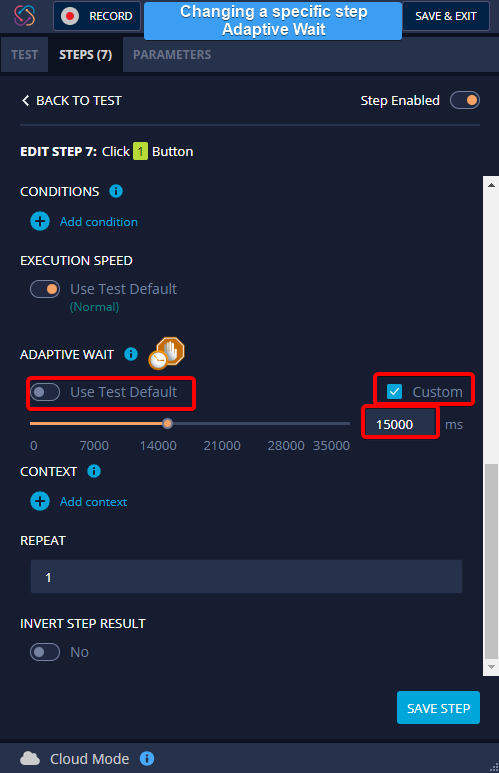 RECORD
Changing a specific step
Adaptive Wait
SAVE & EXIT
TEST
STEPS (7)
PARAMETERS
BACK TO TEST
Step Enabled
EDIT STEP 7: Click 1 Button
CONDITIONS i
Add condition
EXECUTION SPEED
Use Test Default
(Normal)
ADAPTIVE WAIT i
Use Test Default
Custom
15000 ms
0 7000 14000 21000 28000 35000
CONTEXT i
Add context
REPEAT
1
INVERT STEP RESULT
No
SAVE STEP
Cloud Mode i